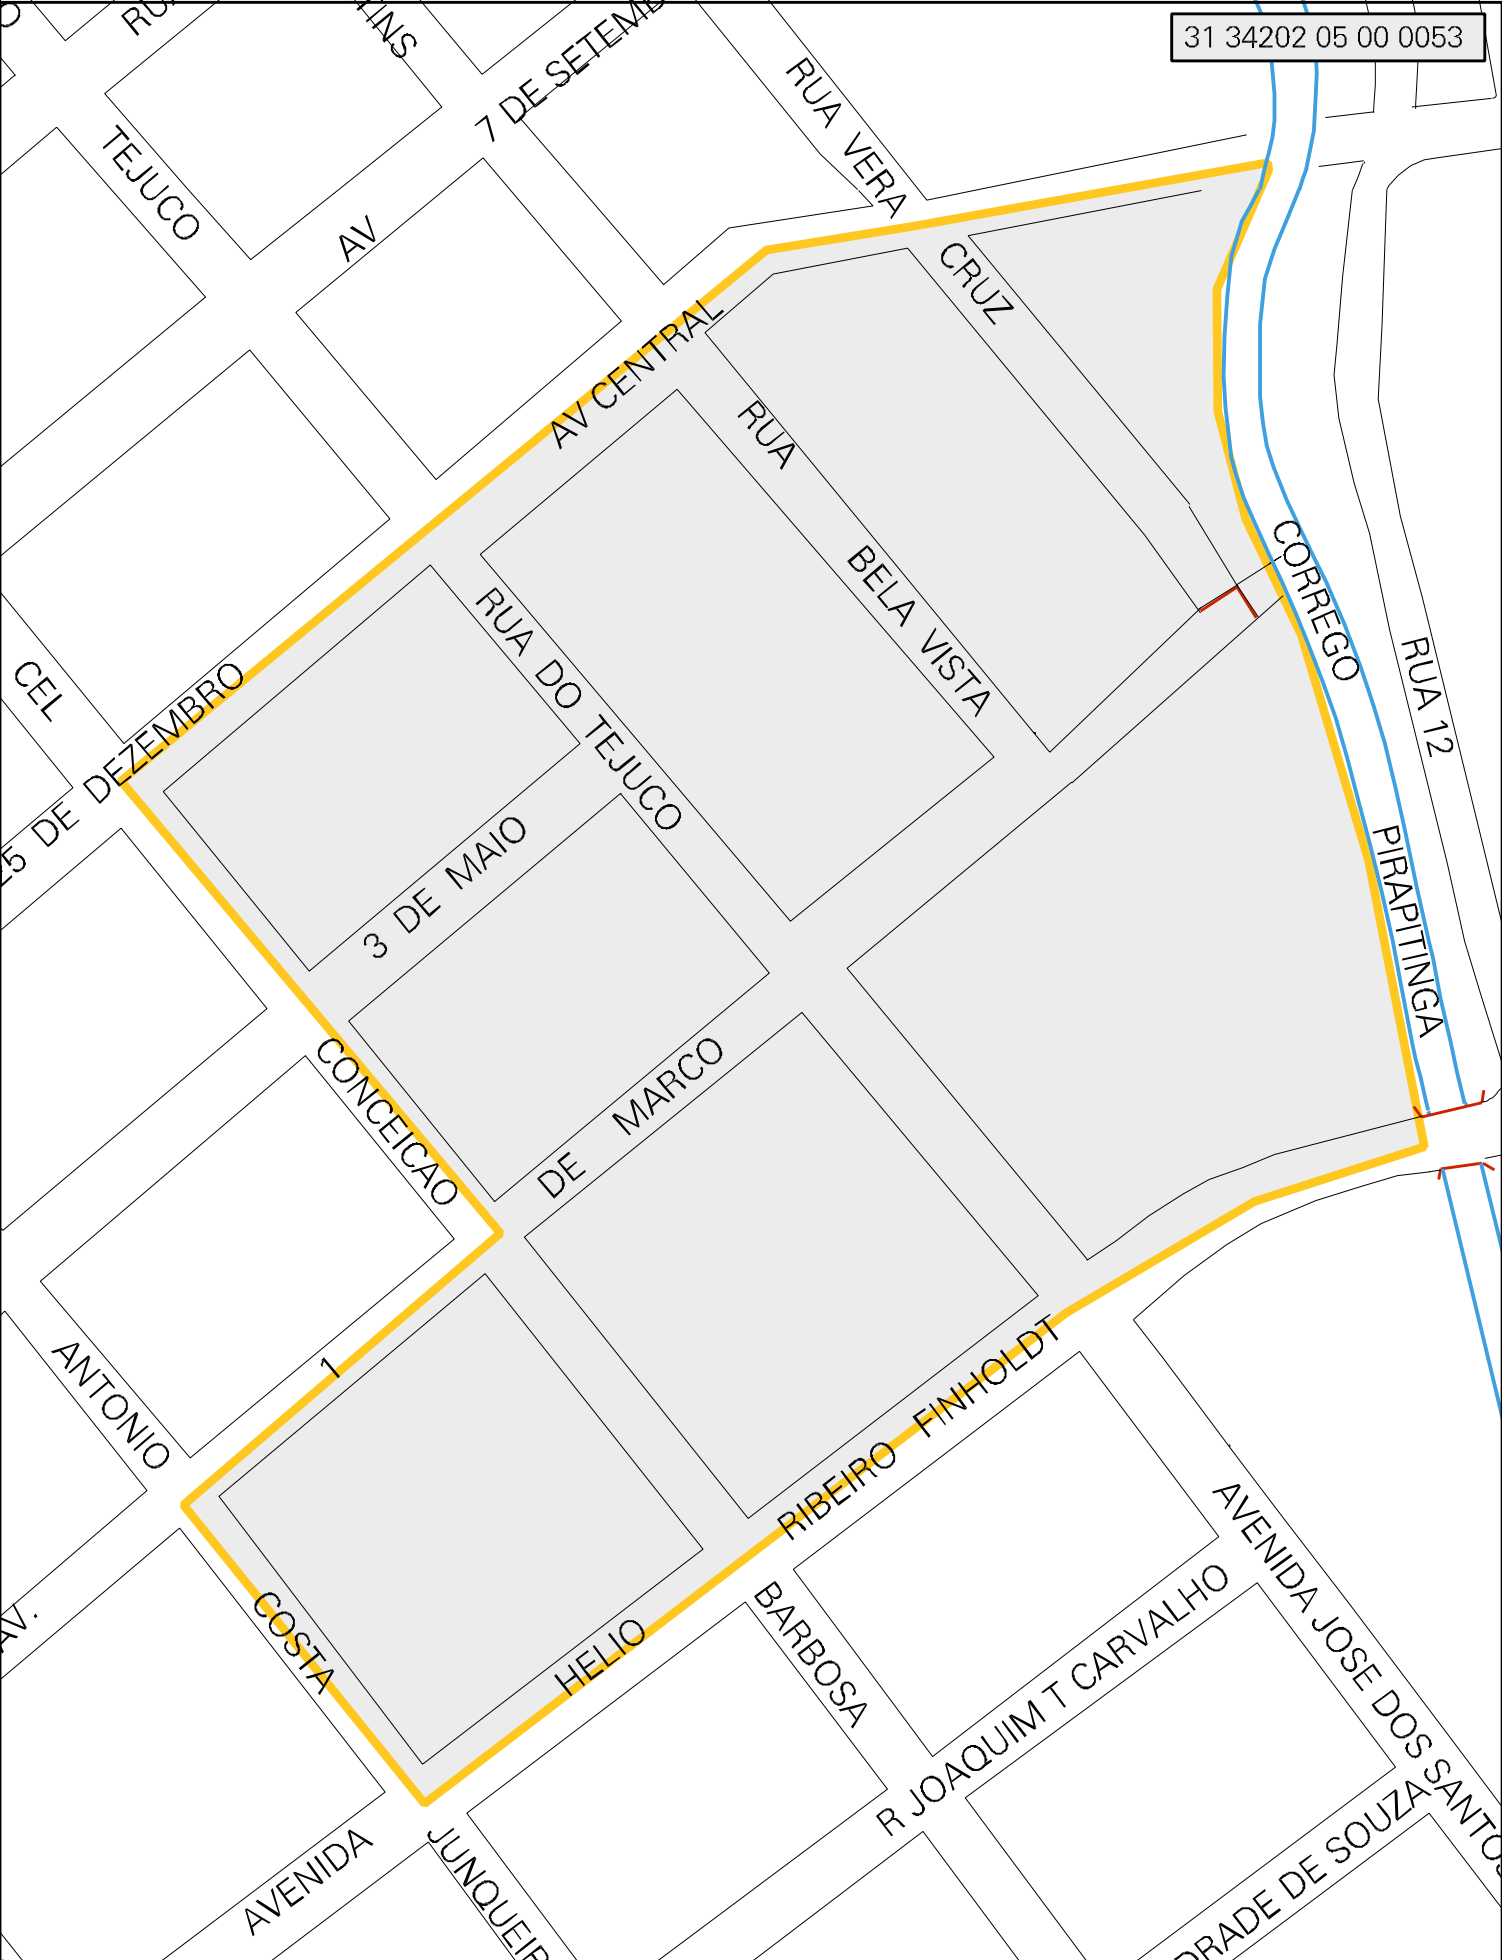 31 34202 05 00 0053
7 DE SETEMB
RUA VERA
CRUZ
TEJUCO
AV
AV CENTRAL
RUA
BELA VISTA
CORREGO
PIRAPITINGA
RUA 12
RUA DO TEJUCO
CEL
25 DE DEZEMBRO
3 DE MAIO
CONCEICAO
DE MARCO
1
ANTONIO
AV.
COSTA
HELIO
RIBEIRO FINHOLDT
BARBOSA
AVENIDA JOSE DOS SANTOS
R JOAQUIM T CARVALHO
DRADE DE SOUZA
AVENIDA
JUNQUEIR